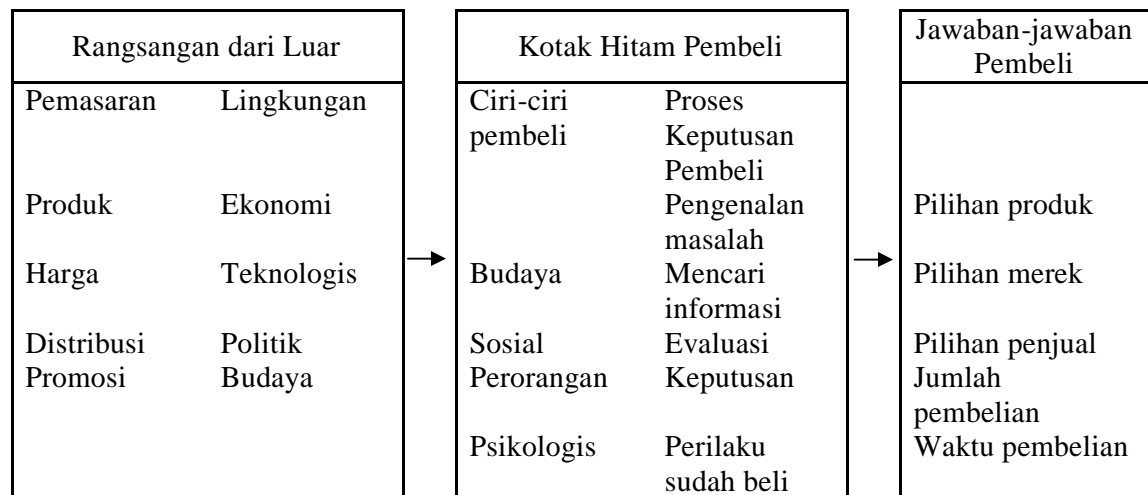 Rangsangan dari Luar
Pemasaran Lingkungan
Produk Ekonomi
Harga Teknologis
Distribusi Politik
Promosi Budaya
Kotak Hitam Pembeli
Ciri-ciri Proses
pembeli Keputusan
Pembeli
Pengenalan
masalah
Budaya Mencari
informasi
Sosial Evaluasi
Perorangan Keputusan
Psikologis Perilaku
sudah beli
Jawaban-jawaban
Pembeli
Pilihan produk
Pilihan merek
Pilihan penjual
Jumlah
pembelian
Waktu pembelian